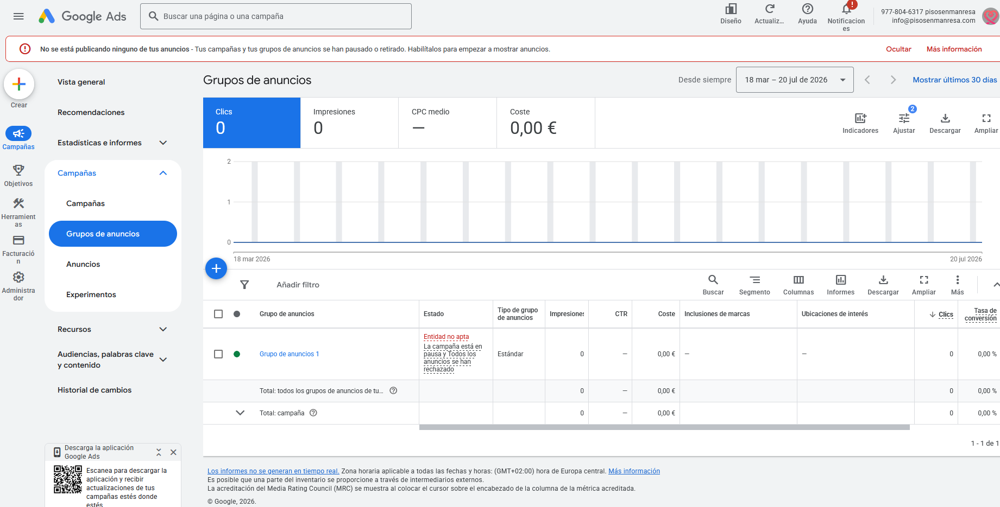 Google Ads
Buscar una página o una campaña
Diseño
Actualiz...
Ayuda
Notificacion
es
!
977-804-6317 pisosenmanresa
info@pisosenmanresa.com
No se está publicando ninguno de tus anuncios - Tus campañas y tus grupos de anuncios se han pausado o retirado. Habilítalos para empezar a mostrar anuncios.
Ocultar
Más información
Crear
Campañas
Objetivos
Herramient
as
Facturació
n
Administra
dor
Vista general
Recomendaciones
Estadísticas e informes
Campañas
Campañas
Grupos de anuncios
Anuncios
Experimentos
Recursos
Audiencias, palabras clave
y contenido
Historial de cambios
Descarga la aplicación
Google Ads
Escanea para descargar la
aplicación y recibir
actualizaciones de tus
campañas estés donde
estés
Grupos de anuncios
Desde siempre
18 mar – 20 jul de 2026
Mostrar últimos 30 días
Clics
0
Impresiones
0
CPC medio
—
Coste
0,00 €
Indicadores
2
Ajustar
Descargar
Ampliar
2
1
0
18 mar 2026
20 jul 2026
Añadir filtro
Buscar
Segmento
Columnas
Informes
Descargar
Ampliar
Más
Grupo de anuncios
Estado
Tipo de grupo
de anuncios
Impresiones
CTR
Coste
Inclusiones de marcas
Ubicaciones de interés
Clics
Tasa de
conversión
Grupo de anuncios 1
Entidad no apta
La campaña está en
pausa y Todos los
anuncios se han
rechazado
Estándar
0
—
0,00 €
—
—
0
0,00 %
Total: todos los grupos de anuncios de tu...
0
—
0,00 €
0
0,00 %
Total: campaña
0
—
0,00 €
0
0,00 %
1 - 1 de 1
Los informes no se generan en tiempo real. Zona horaria aplicable a todas las fechas y horas: (GMT+02:00) hora de Europa central. Más información
Es posible que una parte del inventario se proporcione a través de intermediarios externos.
La acreditación del Media Rating Council (MRC) se muestra al colocar el cursor sobre el encabezado de la columna de la métrica acreditada.
© Google, 2026.